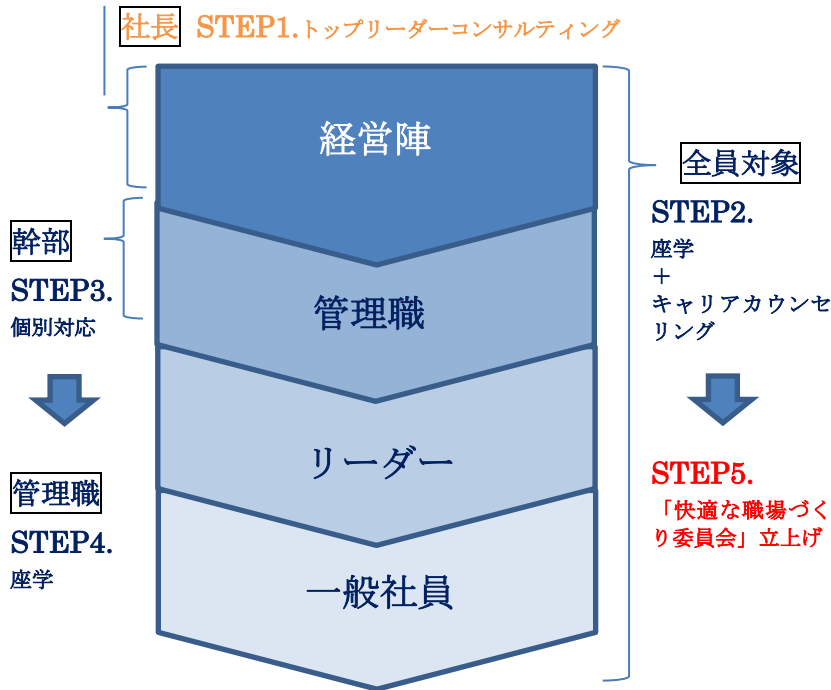 社長 STEP1.トップリーダーコンサルティング
経営陣
管理職
リーダー
一般社員
幹部
STEP3.
個別対応
管理職
STEP4.
座学
全員対象
STEP2.
座学
＋
キャリアカウンセ
リング
STEP5.
「快適な職場づく
り委員会」立上げ